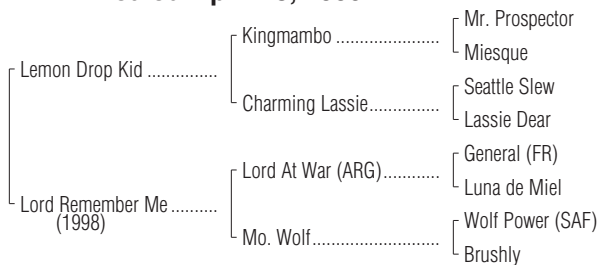 Mr. Prospector
Kingmambo ..................
Miesque
Lemon Drop Kid ...............
Seattle Slew
Charming Lassie...............
Lassie Dear
General (FR)
Lord At War (ARG)............
Luna de Miel
Lord Remember Me ..........
(1998)
Wolf Power (SAF)
Mo. Wolf...........................
Brushly